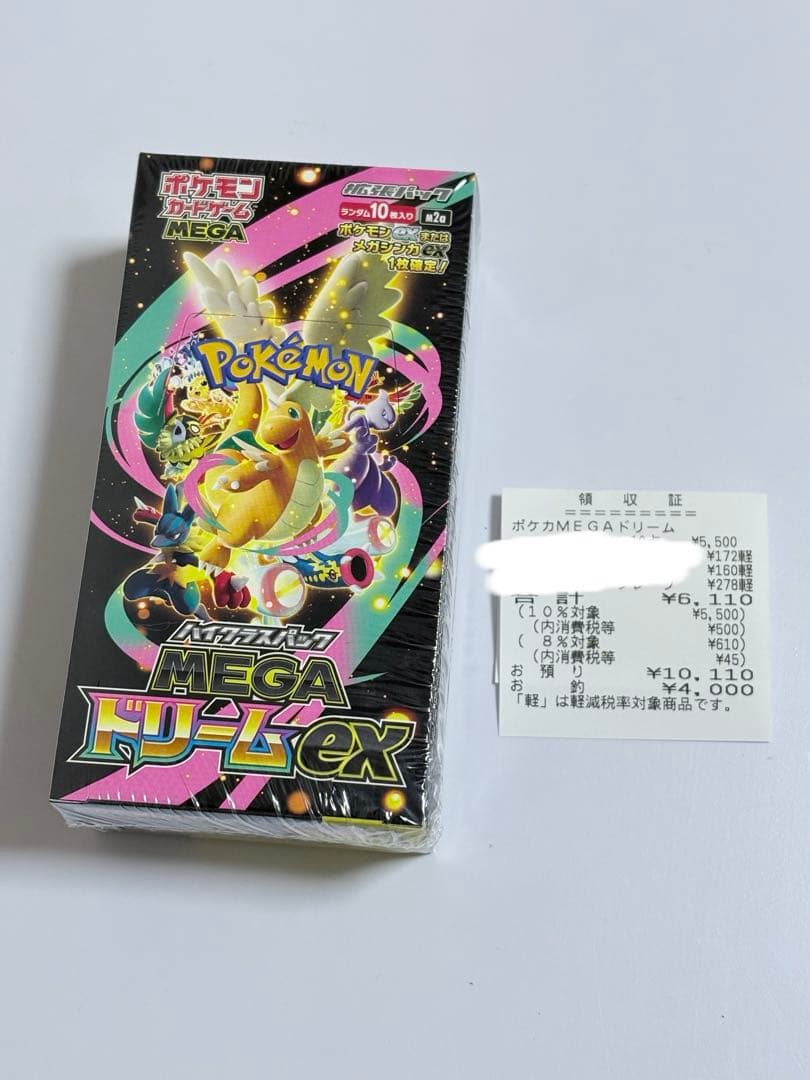 ポケモン
カードゲーム
MEGA
拡張パック
ランダム10枚入り
M2a
ポケモンexまたは
メガシンカex
1枚確定!
POKÉMON
ハイクラスパック
MEGA
ドリームex
領収証
=========
ポケカMEGAドリーム
¥5,500
¥172軽
¥160軽
¥278軽
合計 ¥6,110
(10%対象 ¥5,500)
(内消費税等 ¥500)
( 8%対象 ¥610)
(内消費税等 ¥45)
お預り ¥10,110
お釣 ¥4,000
「軽」は軽減税率対象商品です。